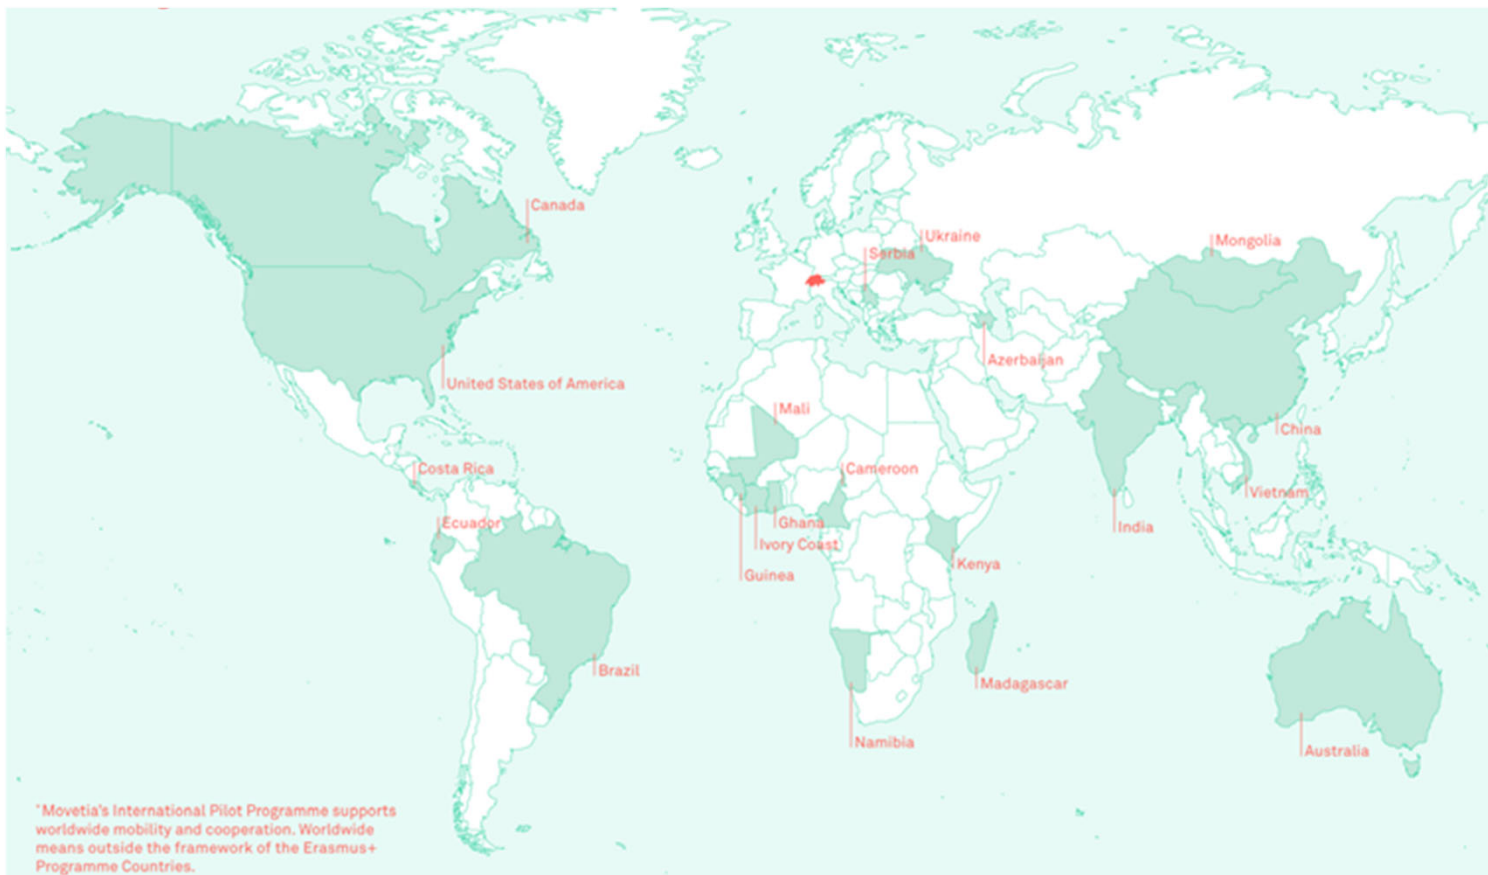 Canada
Ukraine
Serbia
Mongolia
Azerbaijan
United States of America
Mali
China
Costa Rica
Cameroon
Vietnam
Ecuador
Ghana
India
Ivory Coast
Kenya
Guinea
Brazil
Madagascar
Namibia
Australia
*Movetia's International Pilot Programme supports
worldwide mobility and cooperation. Worldwide
means outside the framework of the Erasmus+
Programme Countries.